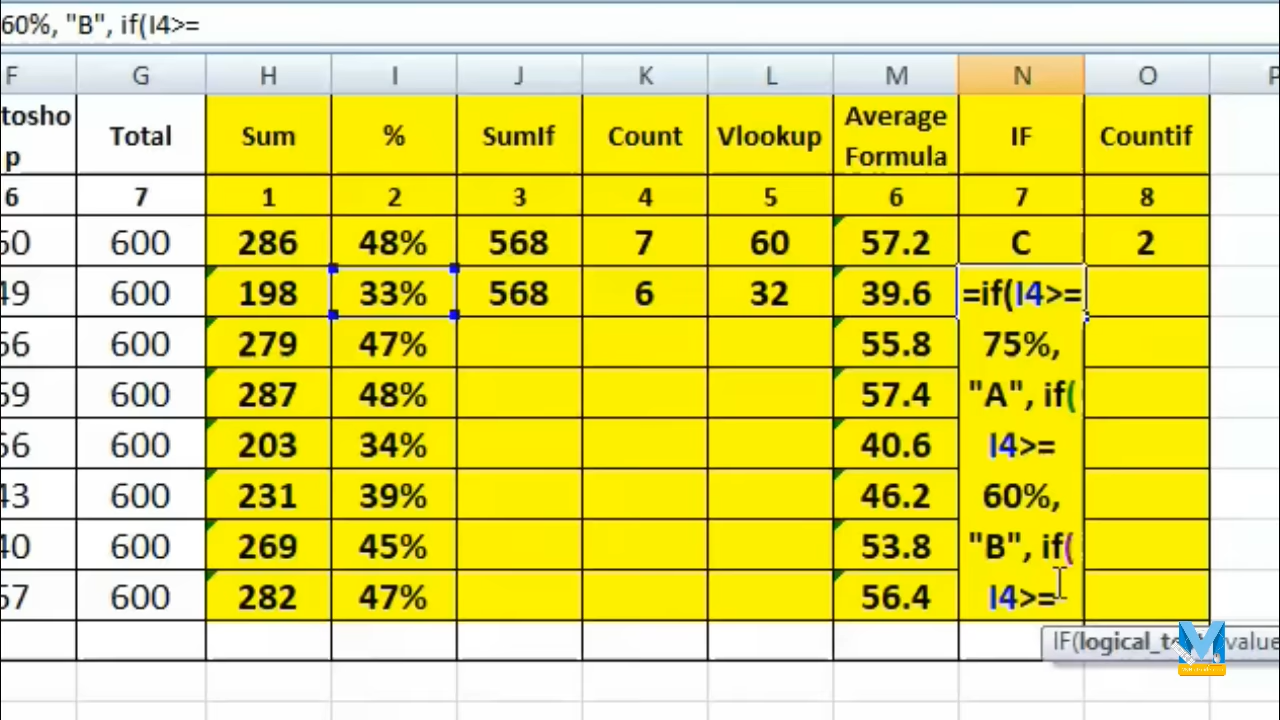 60%, "B", if(I4>=
F G H I J K L M N O
tosho
p Total Sum % SumIf Count Vlookup Average Formula IF Countif
6 7 1 2 3 4 5 6 7 8
50 600 286 48% 568 7 60 57.2 C 2
49 600 198 33% 568 6 32 39.6 =if(I4>=
56 600 279 47% 55.8 75%,
59 600 287 48% 57.4 "A", if(
56 600 203 34% 40.6 I4>=
43 600 231 39% 46.2 60%,
40 600 269 45% 53.8 "B", if(
57 600 282 47% 56.4 I4>=
IF(logical_t value